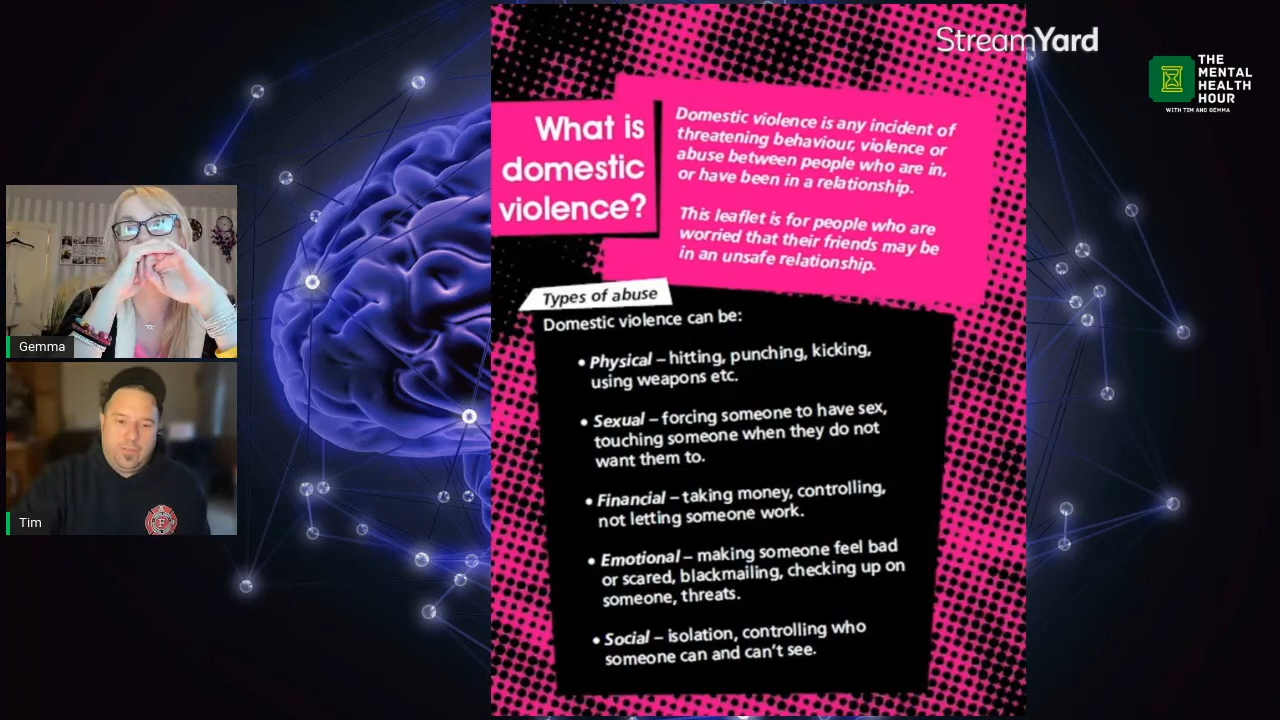 StreamYard
THE
MENTAL
HEALTH
HOUR
WITH TIM AND GEMMA
What is
domestic
violence?
Domestic violence is any incident of
threatening behaviour, violence or
abuse between people who are in,
or have been in a relationship.
This leaflet is for people who are
worried that their friends may be
in an unsafe relationship.
Types of abuse
Domestic violence can be:
• Physical – hitting, punching, kicking,
using weapons etc.
• Sexual – forcing someone to have sex,
touching someone when they do not
want them to.
• Financial – taking money, controlling,
not letting someone work.
• Emotional – making someone feel bad
or scared, blackmailing, checking up on
someone, threats.
• Social – isolation, controlling who
someone can and can't see.
Gemma
Tim
F